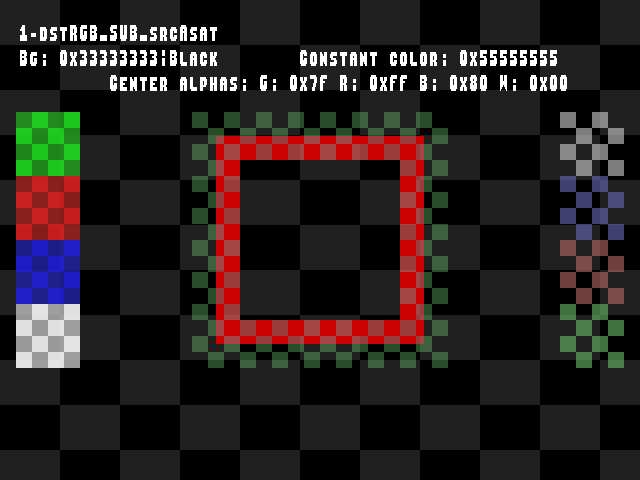 1-dstRGB_SUB_srcAsat
Bg: 0x33333333;Black Constant color: 0x55555555
Center alphas: G: 0x7f R: 0xff B: 0x80 W: 0x00